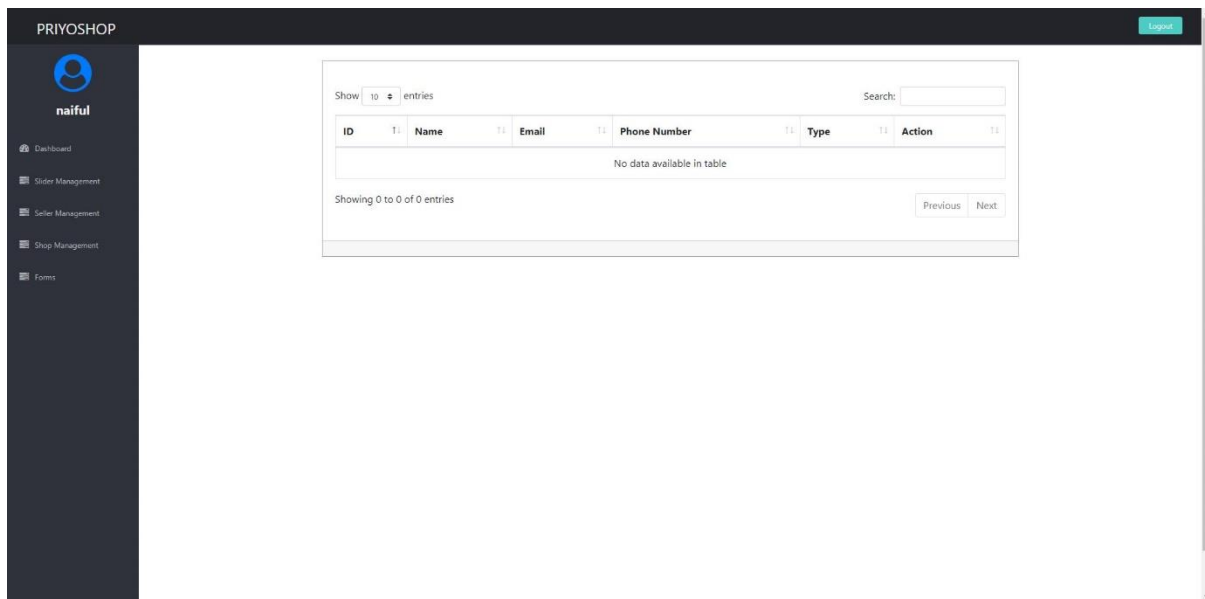 PRIYOSHOP
Logout
naiful
Dashboard
Slider Management
Seller Management
Shop Management
Forms
Show 10 entries
Search:
ID Name Email Phone Number Type Action
No data available in table
Showing 0 to 0 of 0 entries
Previous Next